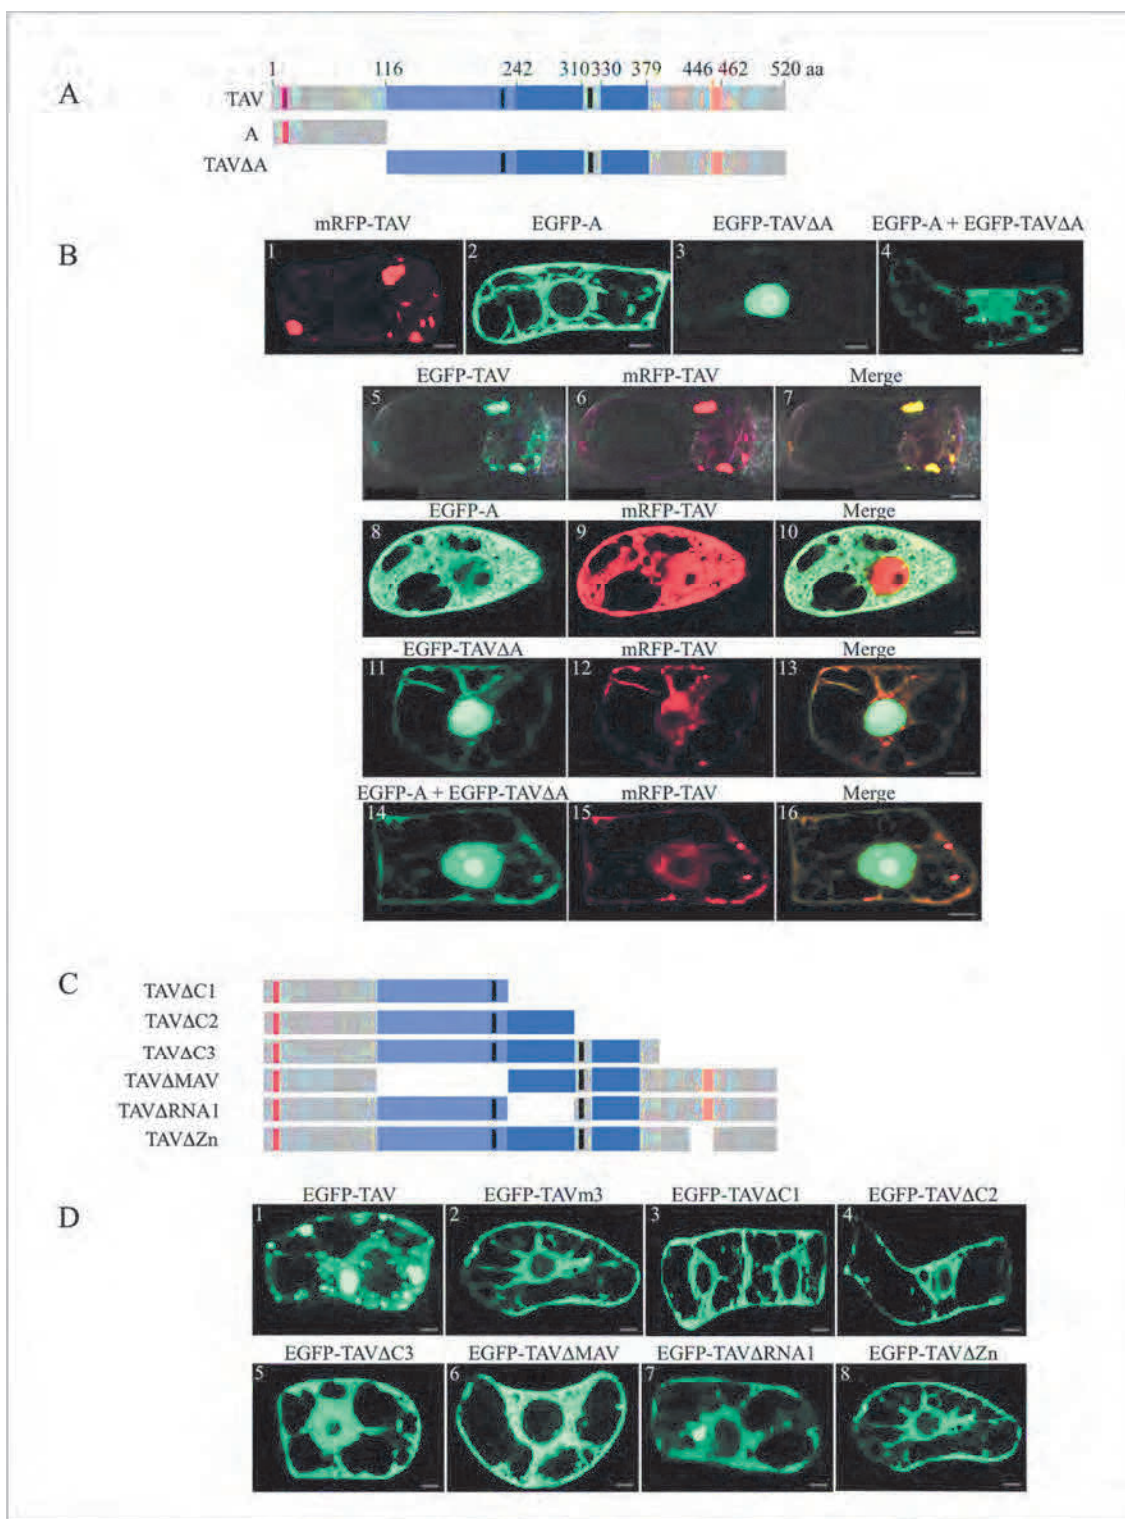 1 116 242 310 330 379 446 462 520 aa
A
TAV
A
TAVΔA
B
mRFP-TAV EGFP-A EGFP-TAVΔA EGFP-A + EGFP-TAVΔA
1 2 3 4
EGFP-TAV mRFP-TAV Merge
5 6 7
EGFP-A mRFP-TAV Merge
8 9 10
EGFP-TAVΔA mRFP-TAV Merge
11 12 13
EGFP-A + EGFP-TAVΔA mRFP-TAV Merge
14 15 16
C
TAVΔC1
TAVΔC2
TAVΔC3
TAVΔMAV
TAVΔRNA1
TAVΔZn
D
EGFP-TAV EGFP-TAVm3 EGFP-TAVΔC1 EGFP-TAVΔC2
1 2 3 4
EGFP-TAVΔC3 EGFP-TAVΔMAV EGFP-TAVΔRNA1 EGFP-TAVΔZn
5 6 7 8